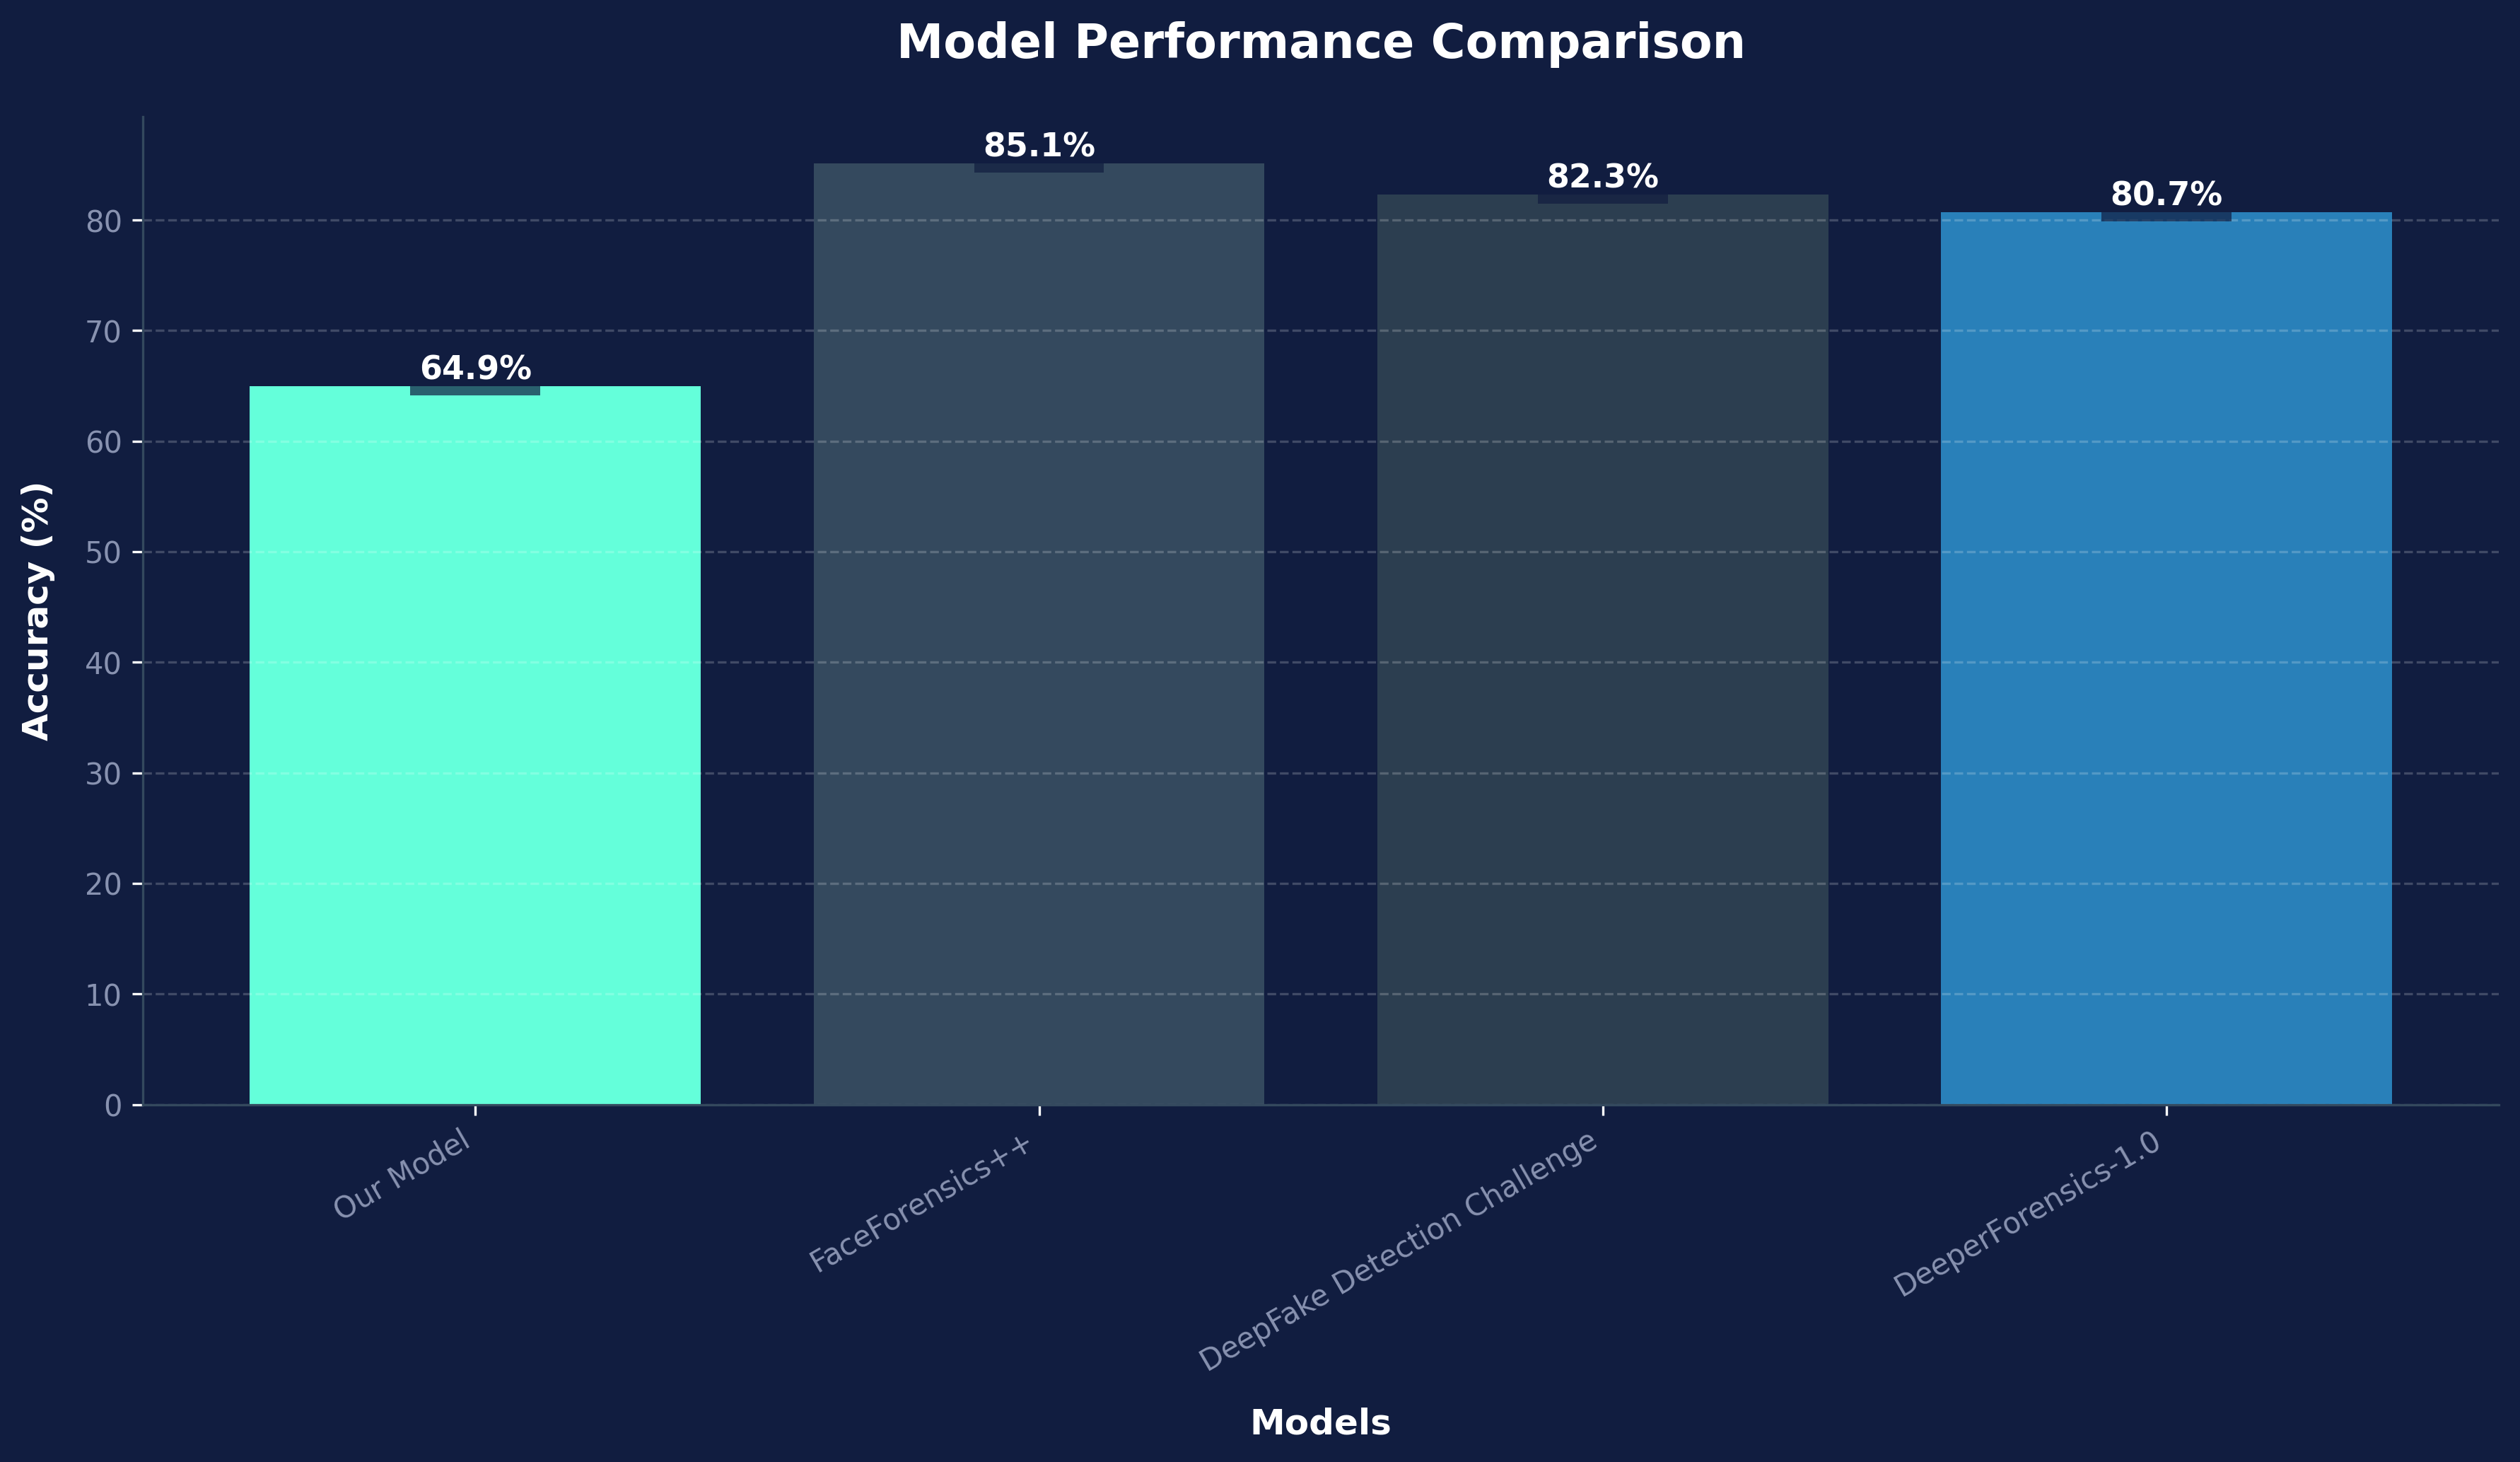 Model Performance Comparison
85.1%
82.3%
80.7%
64.9%
Accuracy (%)
80
70
60
50
40
30
20
10
0
Our Model
FaceForensics++
DeepFake Detection Challenge
DeeperForensics-1.0
Models